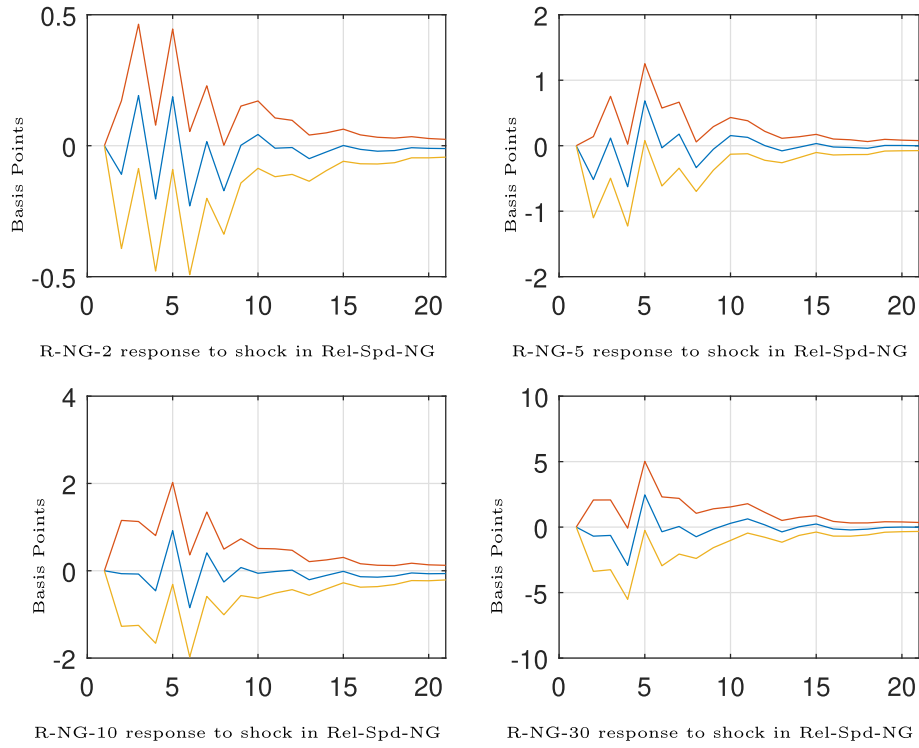 0.5
0
-0.5
Basis Points
0 5 10 15 20
R-NG-2 response to shock in Rel-Spd-NG
2
1
0
-1
-2
Basis Points
0 5 10 15 20
R-NG-5 response to shock in Rel-Spd-NG
4
2
0
-2
Basis Points
0 5 10 15 20
R-NG-10 response to shock in Rel-Spd-NG
10
5
0
-5
-10
Basis Points
0 5 10 15 20
R-NG-30 response to shock in Rel-Spd-NG